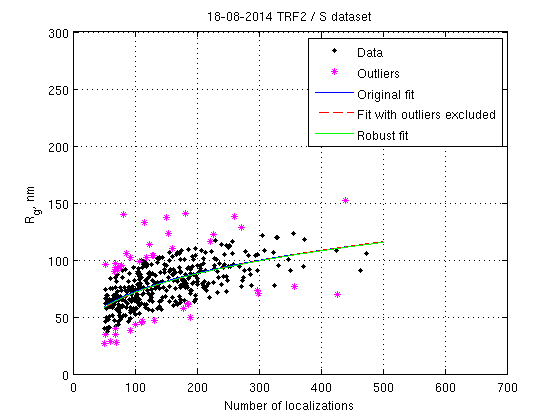 18-08-2014 TRF2 / S dataset
300
250
200
150
100
50
0
Rg, nm
Data
Outliers
Original fit
Fit with outliers excluded
Robust fit
0 100 200 300 400 500 600 700
Number of localizations